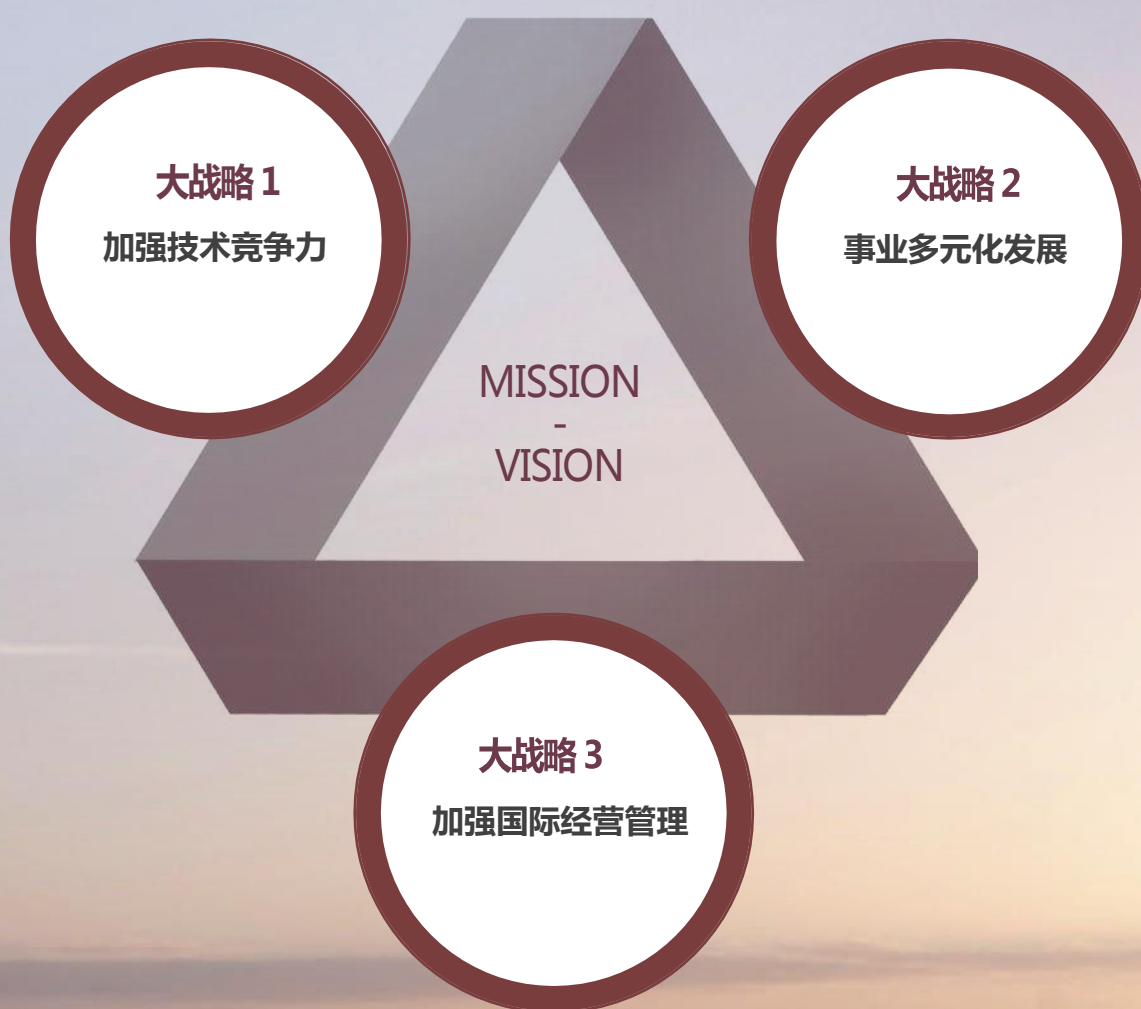 大战略 1
加强技术竞争力
大战略 2
事业多元化发展
MISSION
-
VISION
大战略 3
加强国际经营管理